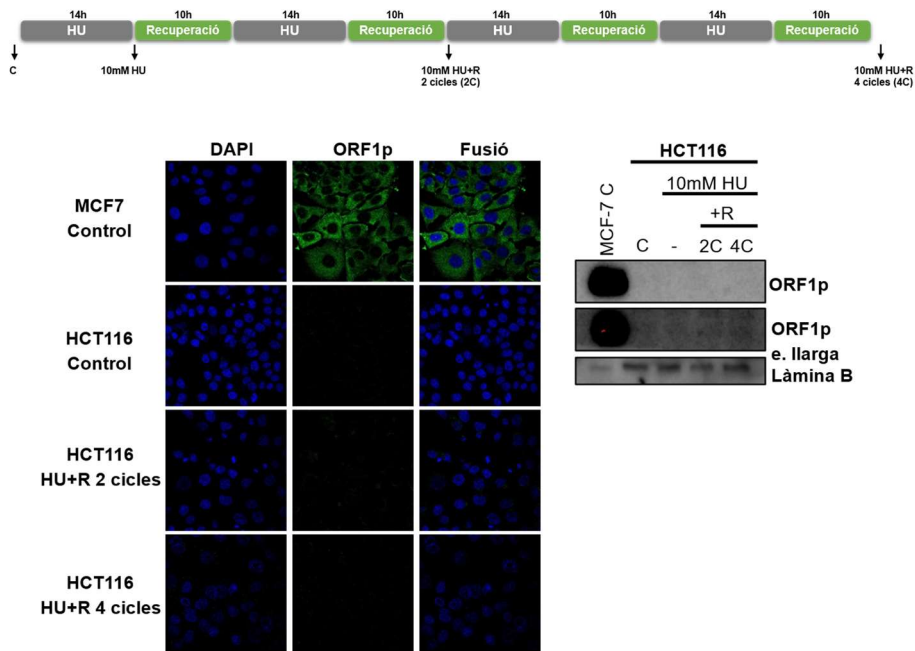 14h 10h 14h 10h 14h 10h 14h 10h
HU Recuperació HU Recuperació HU Recuperació HU Recuperació
C
10mM HU
10mM HU+R
2 cicles (2C)
10mM HU+R
4 cicles (4C)
DAPI ORF1p Fusió
MCF7
Control
HCT116
Control
HCT116
HU+R 2 cicles
HCT116
HU+R 4 cicles
HCT116
10mM HU
+R
MCF-7 C
C - 2C 4C
ORF1p
ORF1p
e. llarga
Làmina B